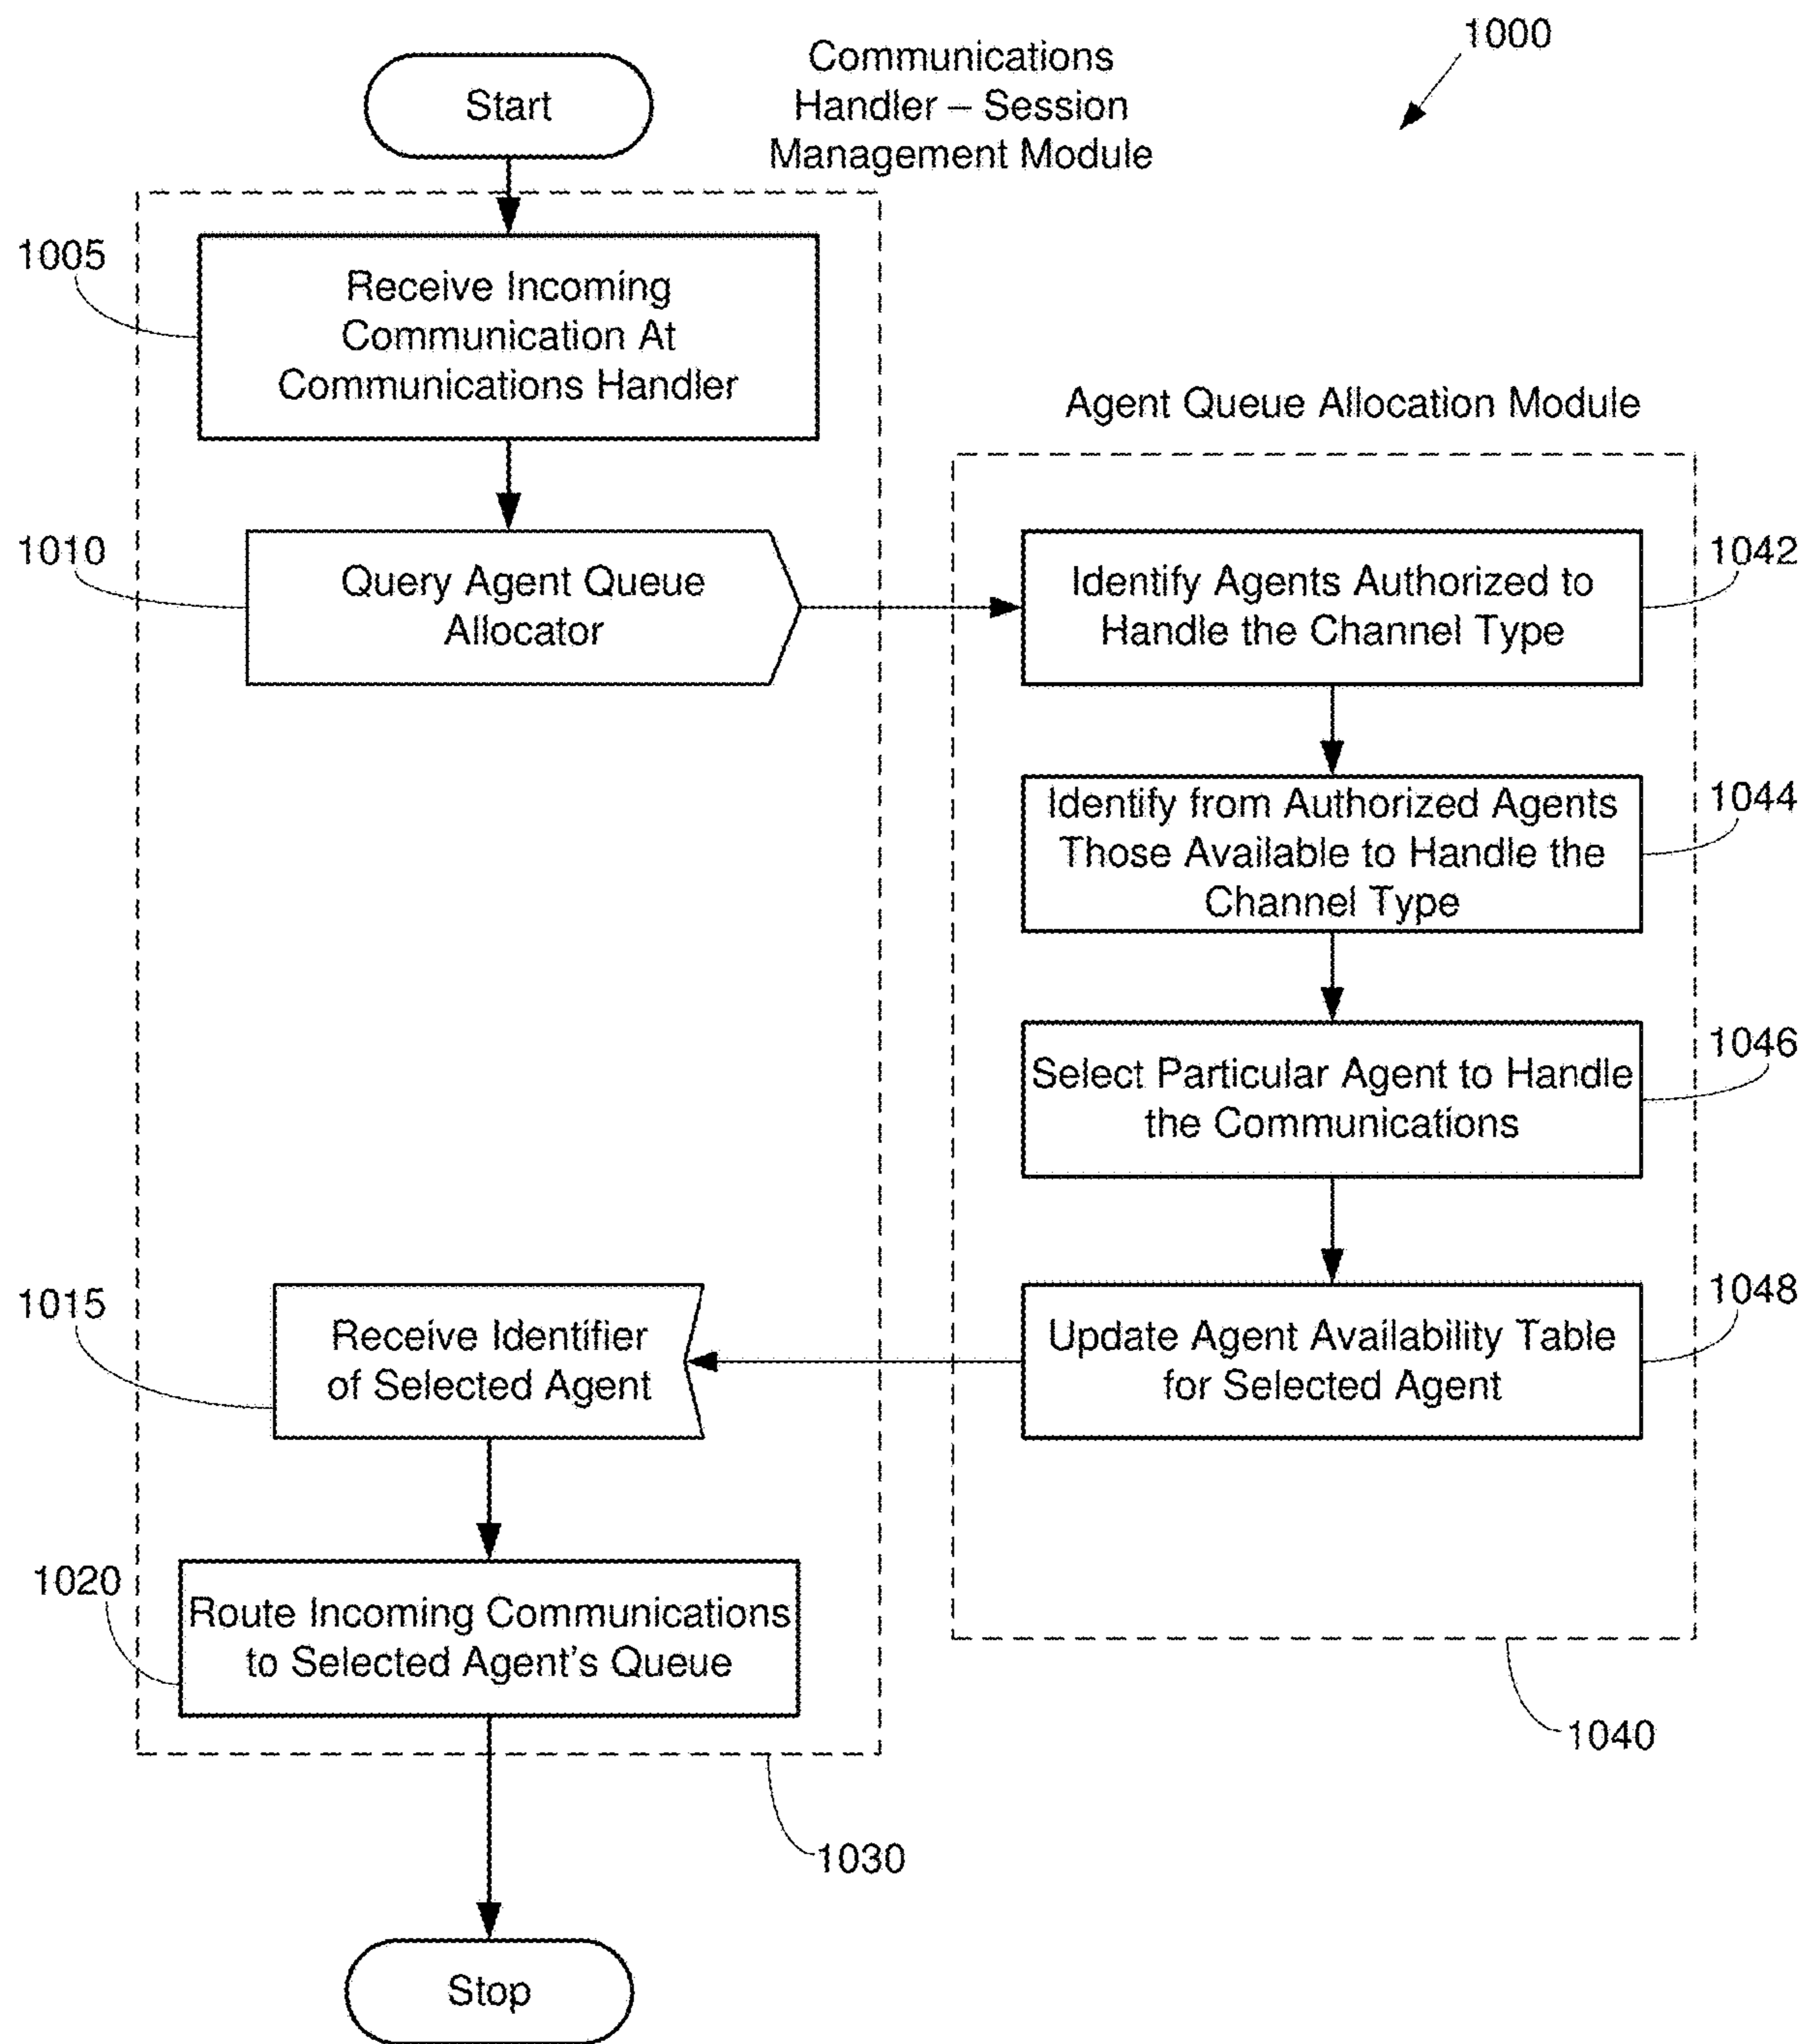 1000
Communications
Handler – Session
Management Module
Start
1005
Receive Incoming
Communication At
Communications Handler
Agent Queue Allocation Module
1010
Query Agent Queue
Allocator
1042
Identify Agents Authorized to
Handle the Channel Type
1044
Identify from Authorized Agents
Those Available to Handle the
Channel Type
1046
Select Particular Agent to Handle
the Communications
1048
Update Agent Availability Table
for Selected Agent
1015
Receive Identifier
of Selected Agent
1020
Route Incoming Communications
to Selected Agent's Queue
1040
1030
Stop